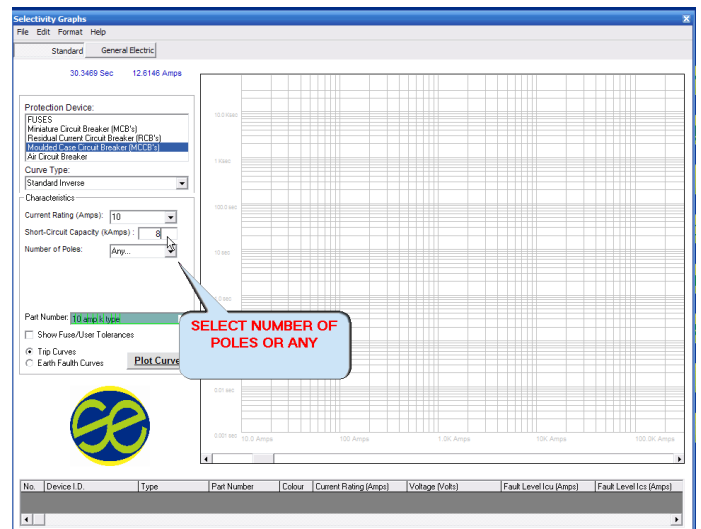 Selectivity Graphs
File Edit Format Help
Standard General Electric
30.3469 Sec 12.6146 Amps
Protection Device:
FUSES
Miniature Circuit Breaker (MCB's)
Residual Current Circuit Breaker (RCB's)
Moulded Case Circuit Breaker (MCCB's)
Air Circuit Breaker
Curve Type:
Standard Inverse
Characteristics
Current Rating (Amps): 10
Short-Circuit Capacity (kAmps) : 8
Number of Poles: Any...
Part Number: 10 amp k type
Show Fuse/User Tolerances
Trip Curves
Earth Faulth Curves
Plot Curve
10.0 Ksec
1 Ksec
100.0 sec
10 sec
.0 sec
0.01 sec
0.001 sec
10.0 Amps 100 Amps 1.0K Amps 10K Amps 100.0K Amps
SELECT NUMBER OF
POLES OR ANY
se
No. Device I.D. Type Part Number Colour Current Rating (Amps) Voltage (Volts) Fault Level Icu (Amps) Fault Level Ics (Amps)